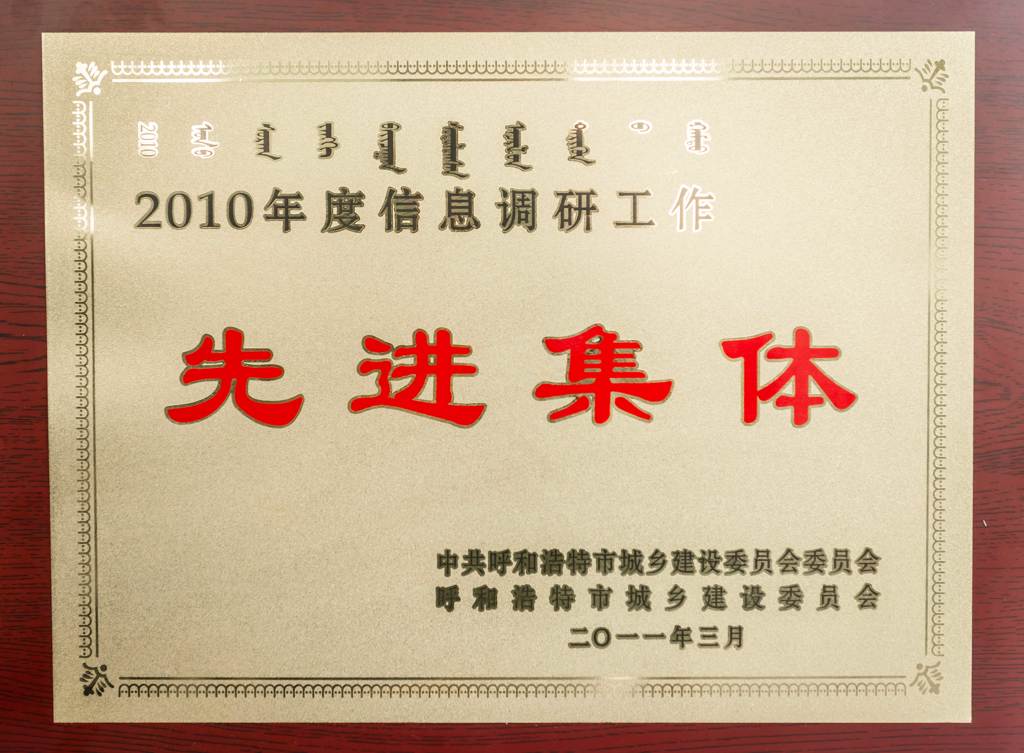 2010
2010年度信息调研工作
先进集体
中共呼和浩特市城乡建设委员会委员会
呼和浩特市城乡建设委员会
二〇一一年三月